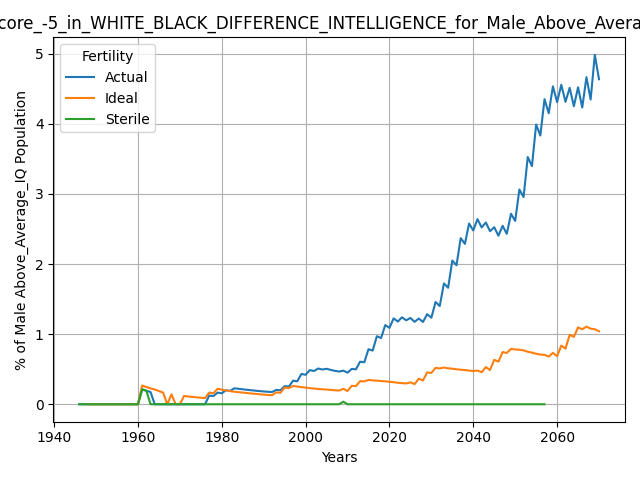 core_-5_in_WHITE_BLACK_DIFFERENCE_INTELLIGENCE_for_Male_Above_Avera
Fertility
Actual
Ideal
Sterile
% of Male Above_Average_IQ Population
5
4
3
2
1
0
1940
1960
1980
2000
2020
2040
2060
Years